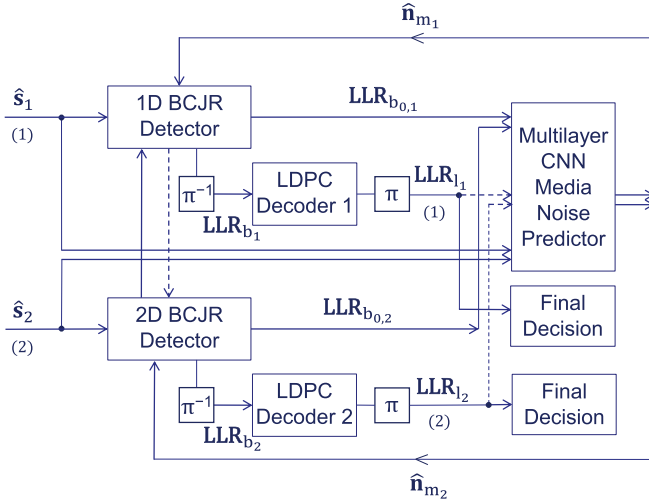 n̂m₁
ŝ₁
(1)
1D BCJR
Detector
LLRb₀,₁
Multilayer
CNN
Media
Noise
Predictor
π⁻¹
LLRb₁
LDPC
Decoder 1
π
LLRl₁
(1)
ŝ₂
(2)
2D BCJR
Detector
LLRb₀,₂
Final
Decision
π⁻¹
LLRb₂
LDPC
Decoder 2
π
LLRl₂
(2)
Final
Decision
n̂m₂